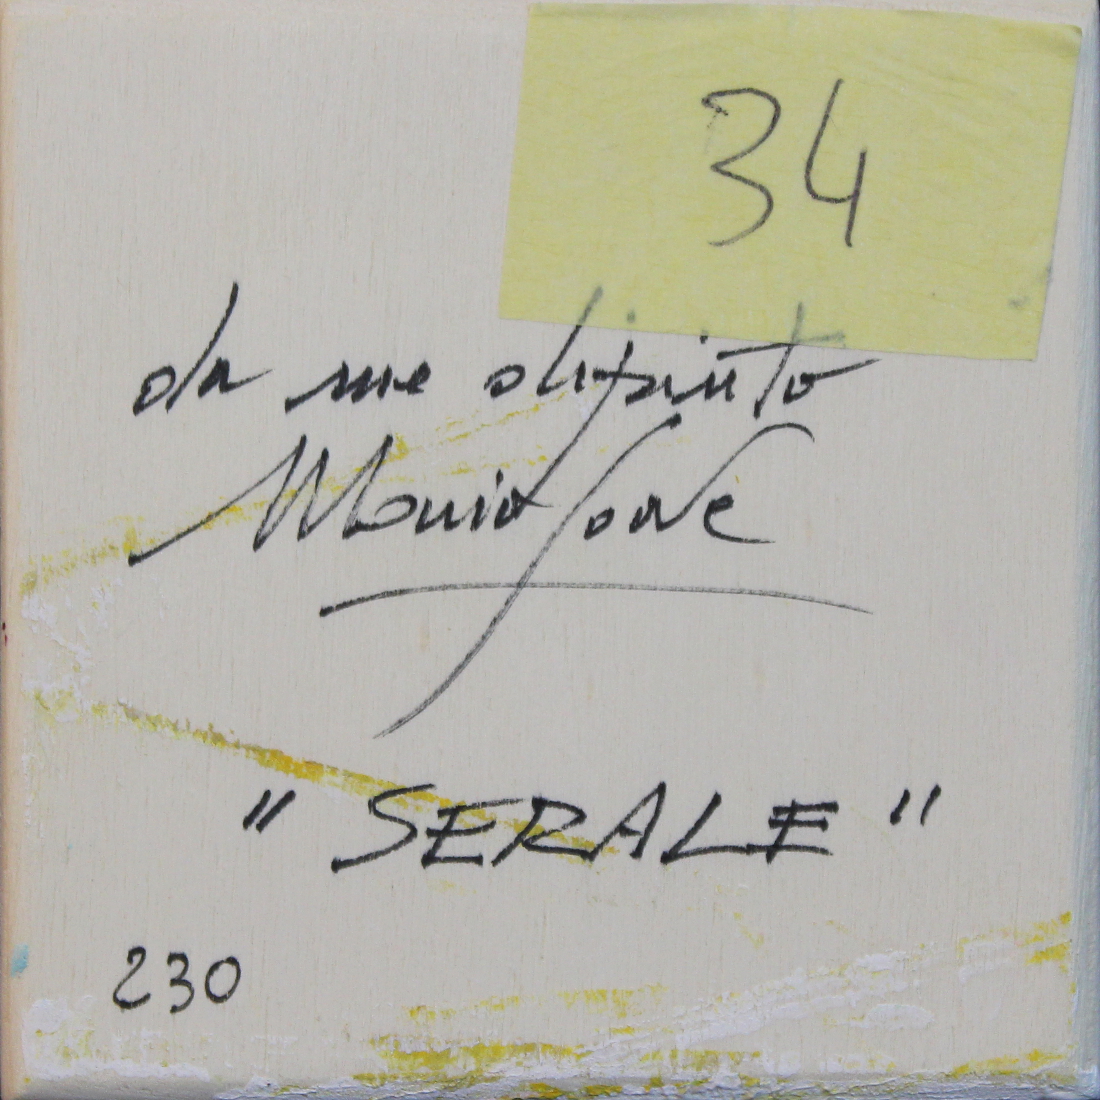 34
da me dipinto
" SERALE "
230